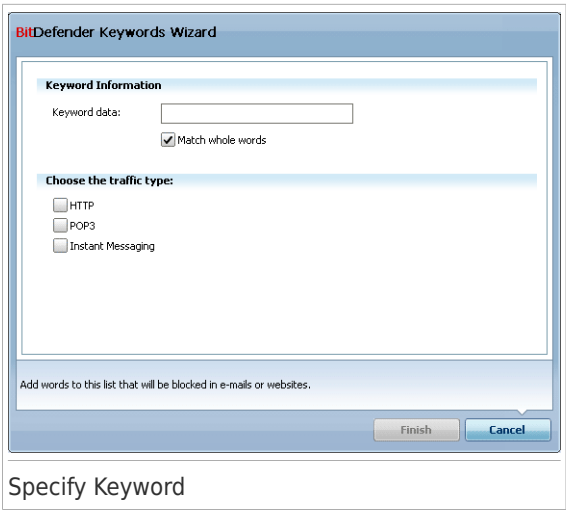 BitDefender Keywords Wizard
Keyword Information
Keyword data:
Match whole words
Choose the traffic type:
HTTP
POP3
Instant Messaging
Add words to this list that will be blocked in e-mails or websites.
Finish Cancel
Specify Keyword